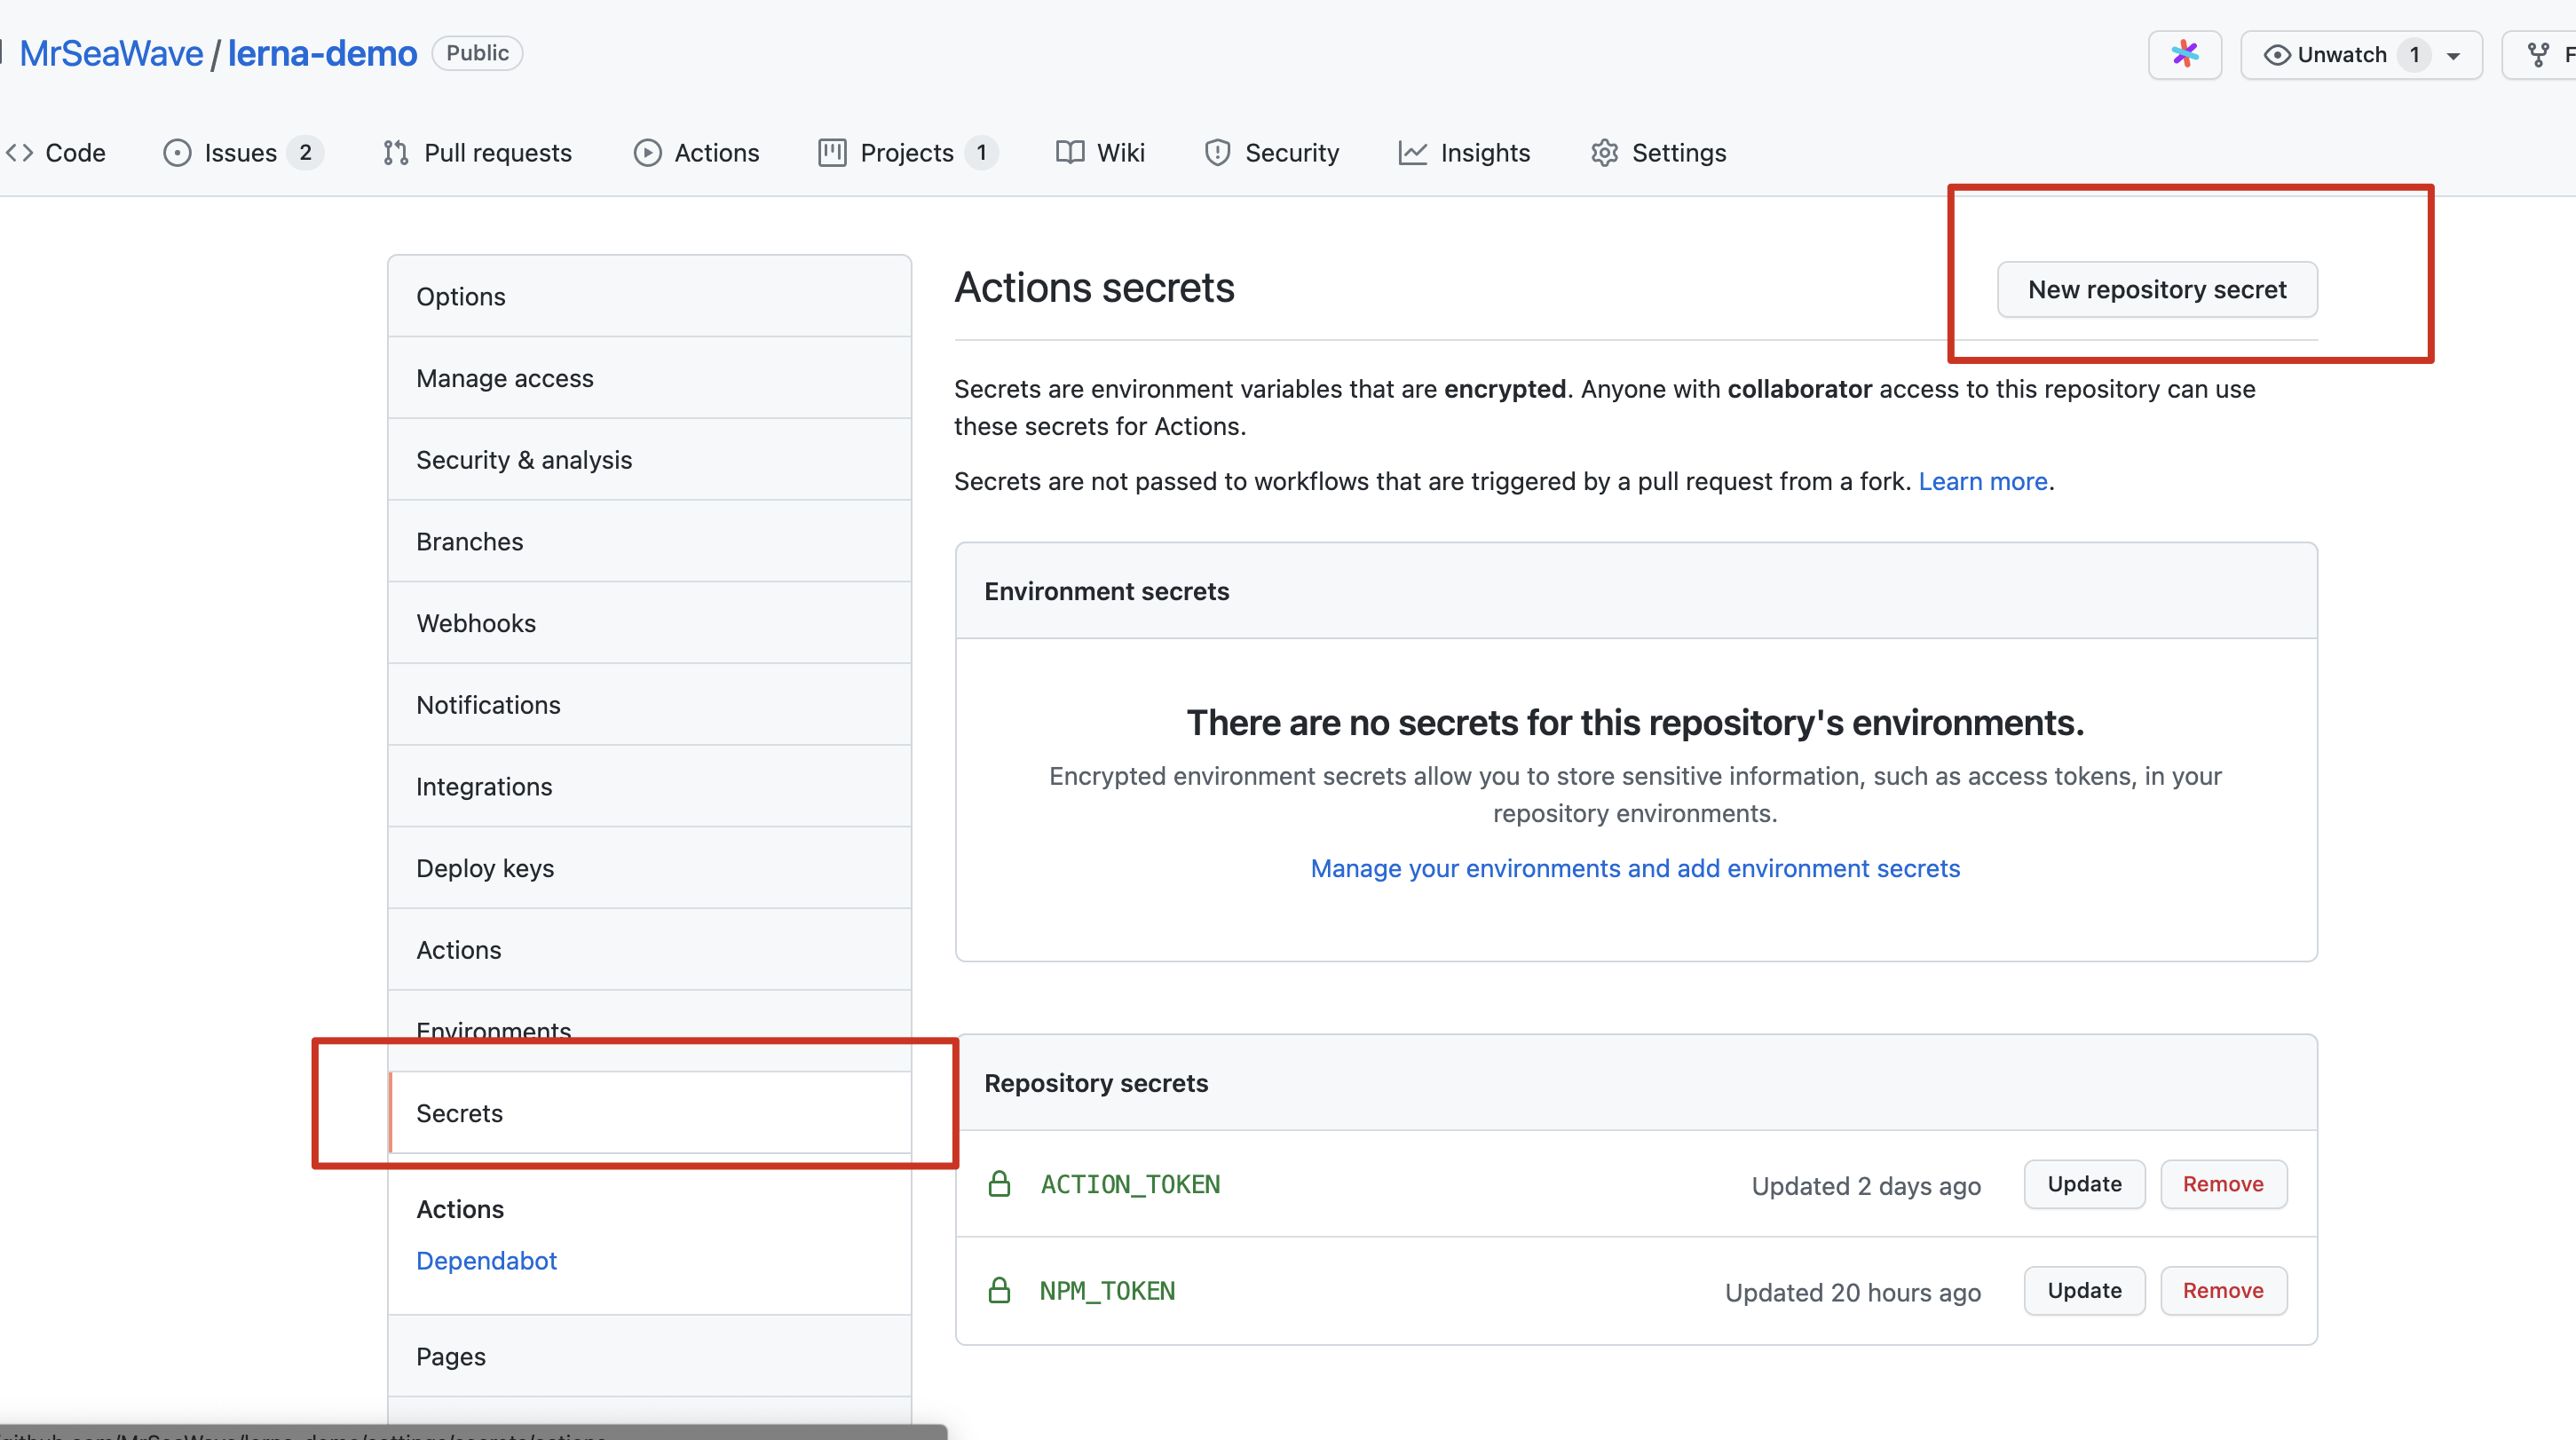 MrSeaWave / lerna-demo Public
Unwatch 1
Code Issues 2 Pull requests Actions Projects 1 Wiki Security Insights Settings
Options
Manage access
Security & analysis
Branches
Webhooks
Notifications
Integrations
Deploy keys
Actions
Environments
Secrets
Actions
Dependabot
Pages
Actions secrets
New repository secret
Secrets are environment variables that are encrypted. Anyone with collaborator access to this repository can use
these secrets for Actions.
Secrets are not passed to workflows that are triggered by a pull request from a fork. Learn more.
Environment secrets
There are no secrets for this repository's environments.
Encrypted environment secrets allow you to store sensitive information, such as access tokens, in your
repository environments.
Manage your environments and add environment secrets
Repository secrets
ACTION_TOKEN Updated 2 days ago Update Remove
NPM_TOKEN Updated 20 hours ago Update Remove